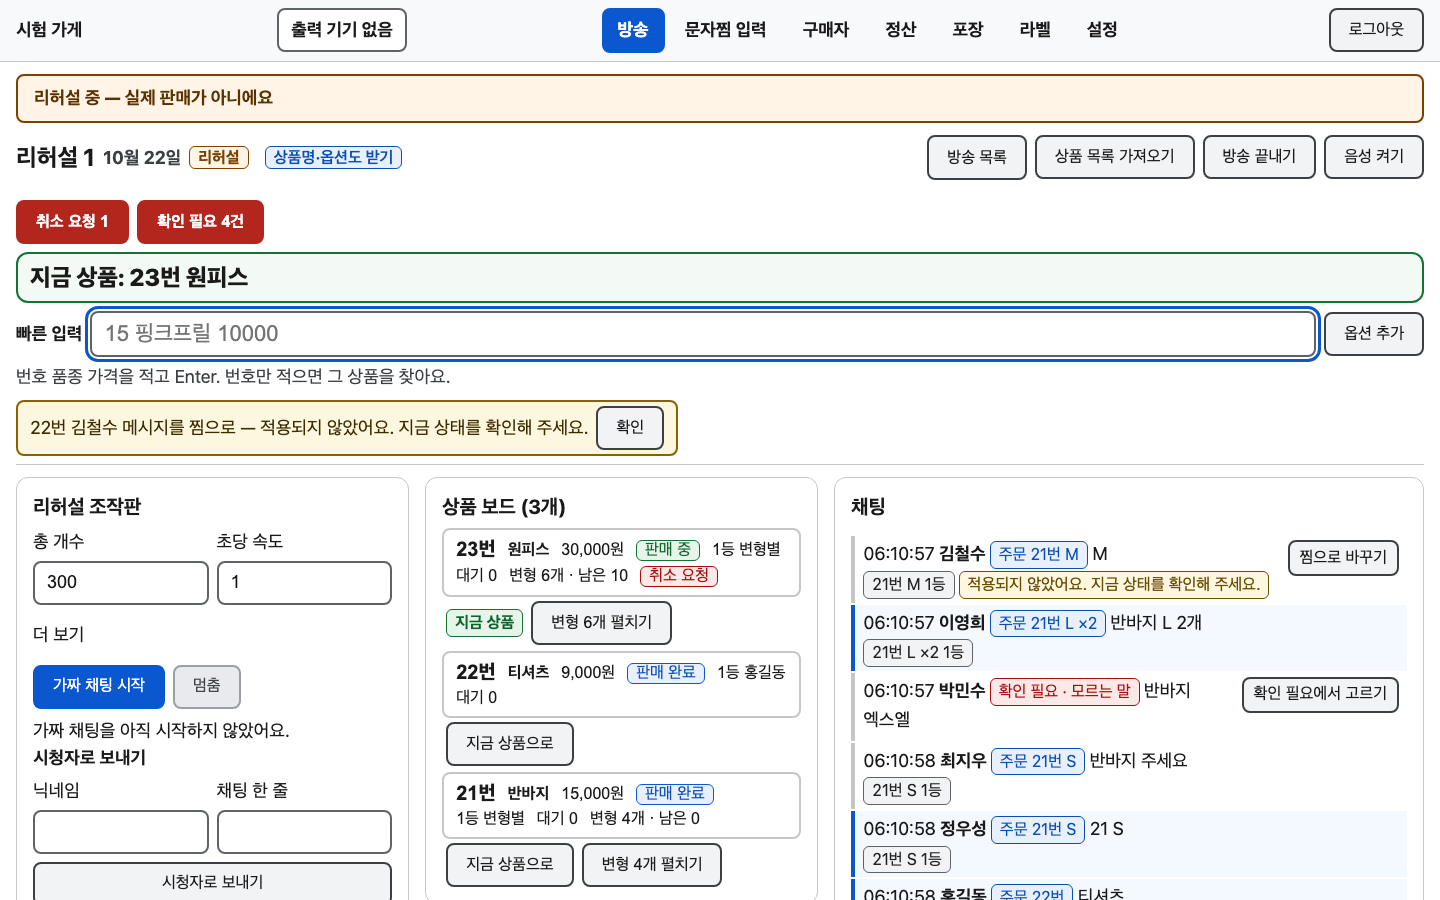 시험 가게
출력 기기 없음
방송
문자찜 입력
구매자
정산
포장
라벨
설정
로그아웃
리허설 중 — 실제 판매가 아니에요
리허설 1 10월 22일 리허설 상품명·옵션도 받기
방송 목록
상품 목록 가져오기
방송 끝내기
음성 켜기
취소 요청 1
확인 필요 4건
지금 상품: 23번 원피스
빠른 입력 15 핑크프릴 10000
옵션 추가
번호 품종 가격을 적고 Enter. 번호만 적으면 그 상품을 찾아요.
22번 김철수 메시지를 찜으로 — 적용되지 않았어요. 지금 상태를 확인해 주세요. 확인
리허설 조작판
총 개수 초당 속도
300 1
더 보기
가짜 채팅 시작 멈춤
가짜 채팅을 아직 시작하지 않았어요.
시청자로 보내기
닉네임 채팅 한 줄
시청자로 보내기
상품 보드 (3개)
23번 원피스 30,000원 판매 중 1등 변형별
대기 0 변형 6개 · 남은 10 취소 요청
지금 상품 변형 6개 펼치기
22번 티셔츠 9,000원 판매 완료 1등 홍길동
대기 0
지금 상품으로
21번 반바지 15,000원 판매 완료
1등 변형별 대기 0 변형 4개 · 남은 0
지금 상품으로 변형 4개 펼치기
채팅
06:10:57 김철수 주문 21번 M M 찜으로 바꾸기
21번 M 1등 적용되지 않았어요. 지금 상태를 확인해 주세요.
06:10:57 이영희 주문 21번 L ×2 반바지 L 2개
21번 L ×2 1등
06:10:57 박민수 확인 필요 · 모르는 말 반바지 확인 필요에서 고르기
엑스엘
06:10:58 최지우 주문 21번 S 반바지 주세요
21번 S 1등
06:10:58 정우성 주문 21번 S 21 S
21번 S 1등
06:10:58 홍길동 주문 22번 티셔츠